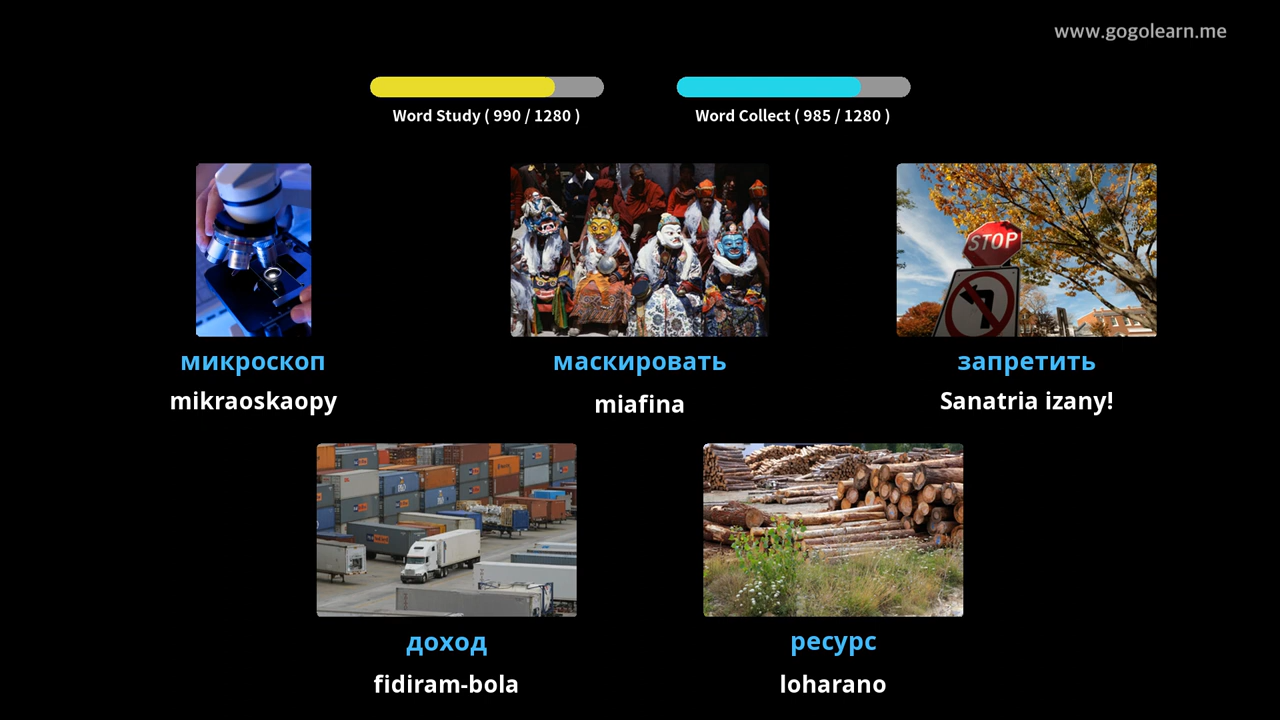 www.gogolearn.me
Word Study ( 990 / 1280 )
Word Collect ( 985 / 1280 )
STOP
микроскоп
маскировать
запретить
mikraoskaopy
miafina
Sanatria izany!
доход
ресурс
fidiram-bola
loharano